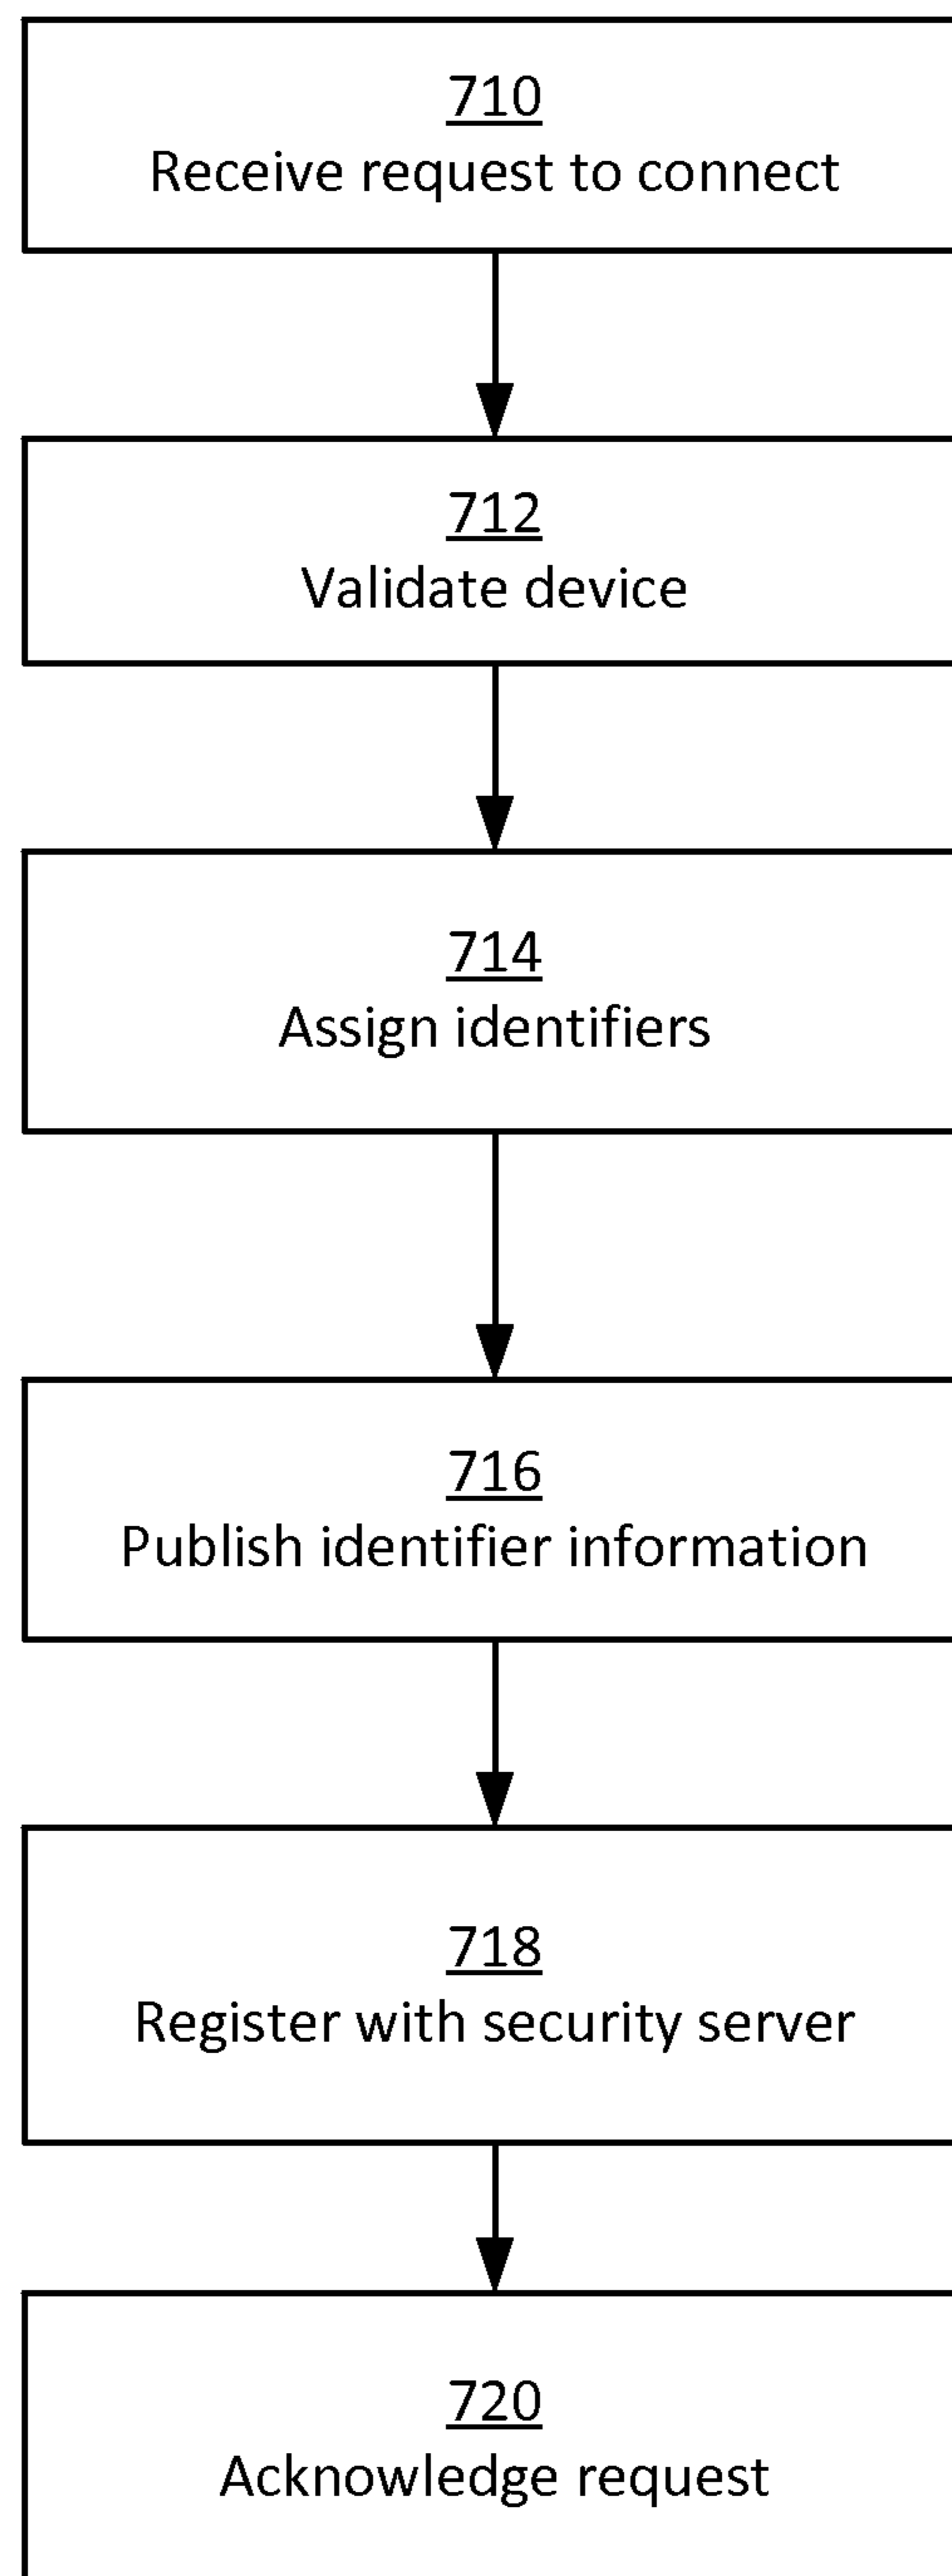 710
Receive request to connect
712
Validate device
714
Assign identifiers
716
Publish identifier information
718
Register with security server
720
Acknowledge request